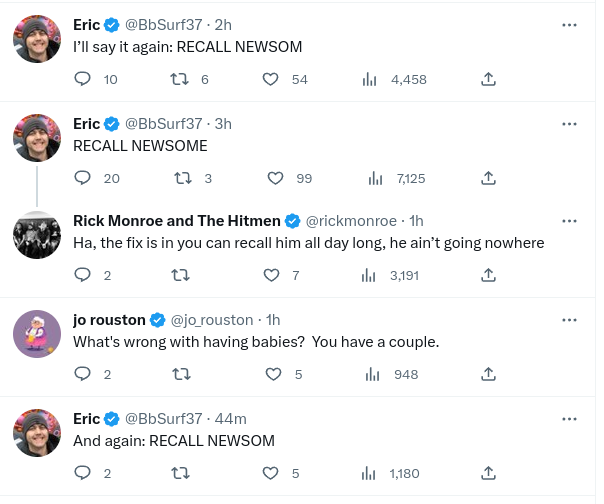 Eric @BbSurf37 · 2h
I’ll say it again: RECALL NEWSOM
10 6 54 4,458
Eric @BbSurf37 · 3h
RECALL NEWSOME
20 3 99 7,125
Rick Monroe and The Hitmen @rickmonroe · 1h
Ha, the fix is in you can recall him all day long, he ain’t going nowhere
2 7 3,191
jo rouston @jo_rouston · 1h
What's wrong with having babies?  You have a couple.
2 5 948
Eric @BbSurf37 · 44m
And again: RECALL NEWSOM
2 5 1,180